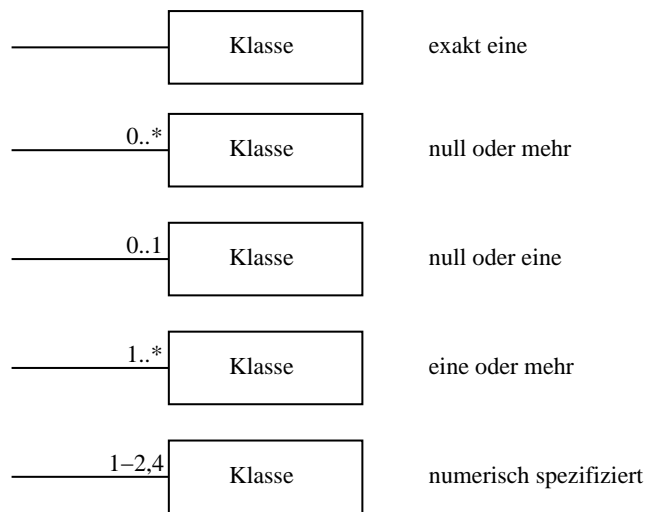 Klasse exakt eine
0..* Klasse null oder mehr
0..1 Klasse null oder eine
1..* Klasse eine oder mehr
1−2,4 Klasse numerisch spezifiziert